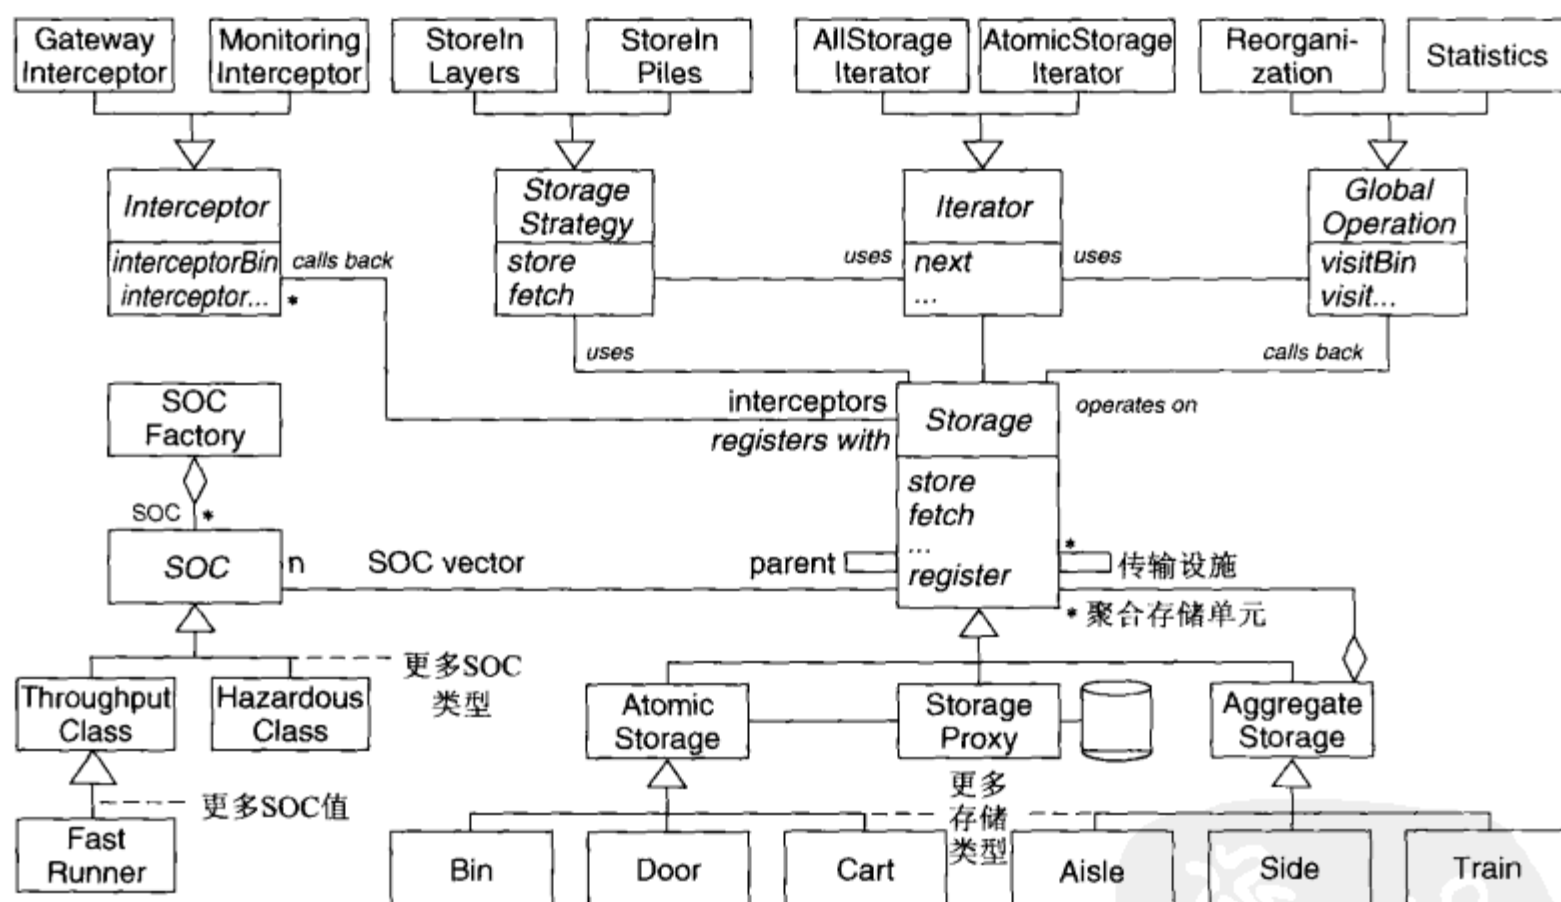 Gateway
Interceptor
Monitoring
Interceptor
StoreIn
Layers
StoreIn
Piles
AllStorage
Iterator
AtomicStorage
Iterator
Reorgani-
zation
Statistics
Interceptor
interceptorBin
interceptor...
calls back
*
Storage
Strategy
store
fetch
uses
Iterator
next
...
uses
Global
Operation
visitBin
visit...
uses
calls back
SOC
Factory
interceptors
registers with
Storage
operates on
store
fetch
...
register
SOC *
SOC
n
SOC vector
parent
*
传输设施
* 聚合存储单元
更多SOC
类型
Throughput
Class
Hazardous
Class
Atomic
Storage
Storage
Proxy
Aggregate
Storage
更多SOC值
更多
存储
类型
Fast
Runner
Bin
Door
Cart
Aisle
Side
Train